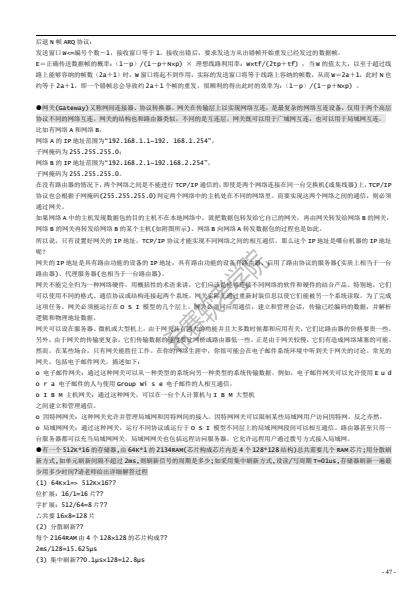 后退 N 帧 ARQ 协议:
发送窗口 W<=编号个数-1, 接收窗口等于 1。接收出错后, 要求发送方从出错帧开始重发已经发过的数据帧。
E=正确传送数据帧的概率:(1-p)/(1-p+N×p) × 理想线路利用率: W×tf/(2tp+tf) , 当 W 的值太大, 以至于超过线
路上能够容纳的帧数(2a+1)时, W 窗口将起不到作用, 实际的发送窗口将等于线路上容纳的帧数, 从而 W=2a+1. 此时 N 也
约等于 2a+1, 即一个错帧总会导致约 2a+1 个帧的重发, 很顺利的得出此时的效率为:(1-p)/(1-p+N×p) 。
●网关(Gateway)又称网间连接器、协议转换器。网关在传输层上以实现网络互连, 是最复杂的网络互连设备, 仅用于两个高层
协议不同的网络互连。网关的结构也和路由器类似, 不同的是互连层。网关既可以用于广域网互连, 也可以用于局域网互连。
比如有网络 A 和网络 B,
网络 A 的 IP 地址范围为"192.168.1.1~192. 168.1.254",
子网掩码为 255.255.255.0;
网络 B 的 IP 地址范围为"192.168.2.1~192.168.2.254",
子网掩码为 255.255.255.0。
在没有路由器的情况下, 两个网络之间是不能进行 TCP/IP 通信的, 即使是两个网络连接在同一台交换机(或集线器)上, TCP/IP
协议也会根据子网掩码(255.255.255.0)判定两个网络中的主机处在不同的网络里。而要实现这两个网络之间的通信, 则必须
通过网关。
如果网络 A 中的主机发现数据包的目的主机不在本地网络中, 就把数据包转发给它自己的网关, 再由网关转发给网络 B 的网关,
网络 B 的网关再转发给网络 B 的某个主机(如附图所示)。网络 B 向网络 A 转发数据包的过程也是如此。
所以说, 只有设置好网关的 IP 地址, TCP/IP 协议才能实现不同网络之间的相互通信。那么这个 IP 地址是哪台机器的 IP 地址
呢?
网关的 IP 地址是具有路由功能的设备的 IP 地址, 具有路由功能的设备有路由器、启用了路由协议的服务器(实质上相当于一台
路由器)、代理服务器(也相当于一台路由器)。
网关不能完全归为一种网络硬件。用概括性的术语来讲, 它们应该是能够连接不同网络的软件和硬件的结合产品。特别地, 它们
可以使用不同的格式、通信协议或结构连接起两个系统。网关实际上通过重新封装信息以使它们能被另一个系统读取。为了完成
这项任务, 网关必须能运行在 O S I 模型的几个层上。网关必须同应用通信, 建立和管理会话, 传输已经编码的数据, 并解析
逻辑和物理地址数据。
网关可以设在服务器、微机或大型机上。由于网关具有强大的功能并且大多数时候都和应用有关, 它们比路由器的价格要贵一些。
另外, 由于网关的传输更复杂, 它们传输数据的速度要比网桥或路由器低一些。正是由于网关较慢, 它们有造成网络堵塞的可能。
然而, 在某些场合, 只有网关能胜任工作。在你的网络生涯中, 你很可能会在电子邮件系统环境中听到关于网关的讨论。常见的
网关, 包括电子邮件网关, 描述如下:
o 电子邮件网关:通过这种网关可以从一种类型的系统向另一种类型的系统传输数据。例如, 电子邮件网关可以允许使用 E u d
o r a 电子邮件的人与使用 Group Wi s e 电子邮件的人相互通信。
o I B M 主机网关:通过这种网关, 可以在一台个人计算机与 I B M 大型机
之间建立和管理通信。
o 因特网网关:这种网关允许并管理局域网和因特网间的接入。因特网网关可以限制某些局域网用户访问因特网。反之亦然。
o 局域网网关:通过这种网关, 运行不同协议或运行于 O S I 模型不同层上的局域网网段间可以相互通信。路由器甚至只用一
台服务器都可以充当局域网网关。局域网网关也包括远程访问服务器。它允许远程用户通过拨号方式接入局域网。
●有一个 512K*16 的存储器, 由 64K*1 的 2134RAM(芯片构成芯片内是 4 个 128*128 结构)总共需要几个 RAM 芯片;用分散刷
新方式, 如单元刷新间隔不超过 2ms, 则刷新信号的周期是多少;如采用集中刷新方式, 设读/写周期 T=01us, 存储器刷新一遍最
少用多少时间?请老师给出详细解答过程
(1) 64K×1=> 512K×16??
位扩展: 16/1=16 片??
字扩展: 512/64=8 片??
∴共要 16×8=128 片
(2) 分散刷新??
每个 2164RAM 由 4 个 128×128 的芯片构成??
2ms/128=15.625μs
(3) 集中刷新??0.1μs×128=12.8μs
- 47 -